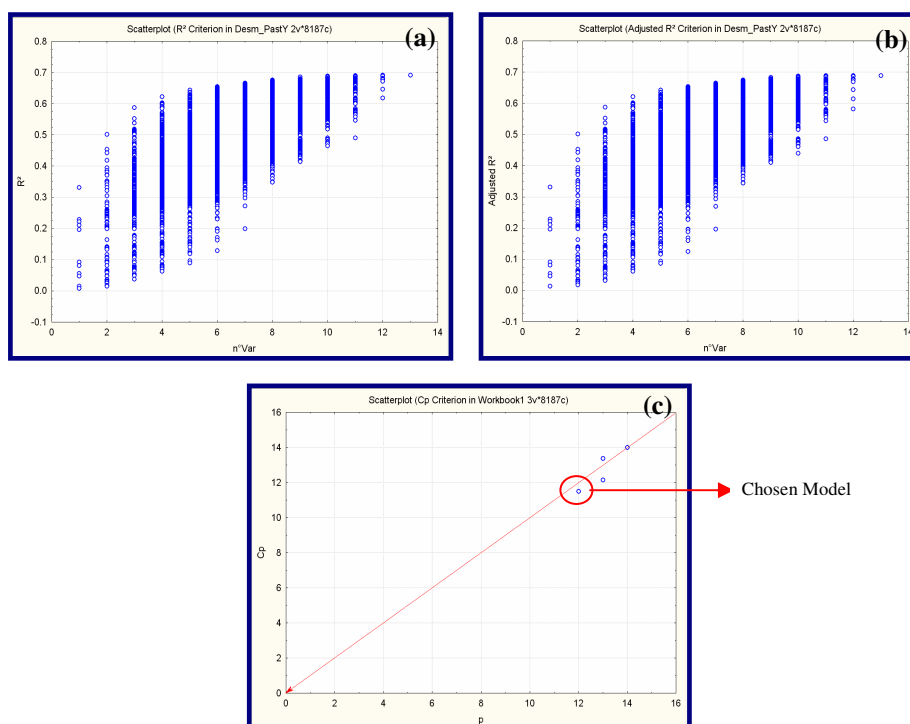 Scatterplot (R² Criterion in Desm_PastY 2v*8187c)
(a)
0.8
0.7
0.6
0.5
0.4
0.3
0.2
0.1
0.0
-0.1
R²
0 2 4 6 8 10 12 14
n°Var
Scatterplot (Adjusted R² Criterion in Desm_PastY 2v*8187c)
(b)
0.8
0.7
0.6
0.5
0.4
0.3
0.2
0.1
0.0
-0.1
Adjusted R²
0 2 4 6 8 10 12 14
n°Var
Scatterplot (Cp Criterion in Workbook1 3v*8187c)
(c)
16
14
12
10
8
6
4
2
0
Cp
0 2 4 6 8 10 12 14 16
p
Chosen Model